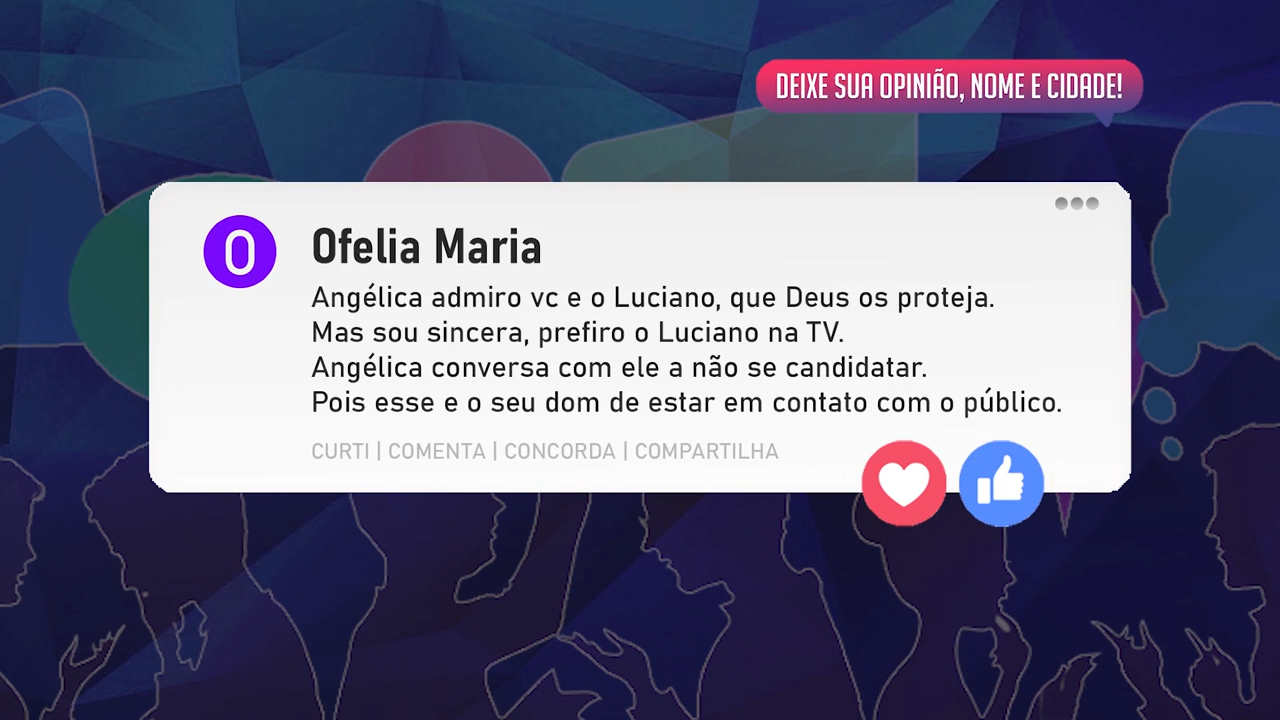 DEIXE SUA OPINIÃO, NOME E CIDADE!
O
Ofelia Maria
Angélica admiro vc e o Luciano, que Deus os proteja.
Mas sou sincera, prefiro o Luciano na TV.
Angélica conversa com ele a não se candidatar.
Pois esse e o seu dom de estar em contato com o público.
CURTI | COMENTA | CONCORDA | COMPARTILHA